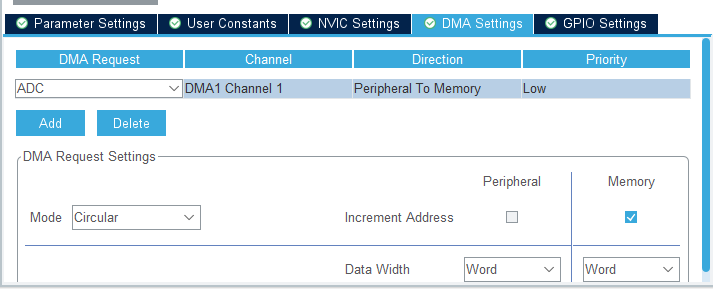 Parameter Settings User Constants NVIC Settings DMA Settings GPIO Settings
DMA Request Channel Direction Priority
ADC DMA1 Channel 1 Peripheral To Memory Low
Add Delete
DMA Request Settings
Peripheral Memory
Mode Circular Increment Address
Data Width Word Word